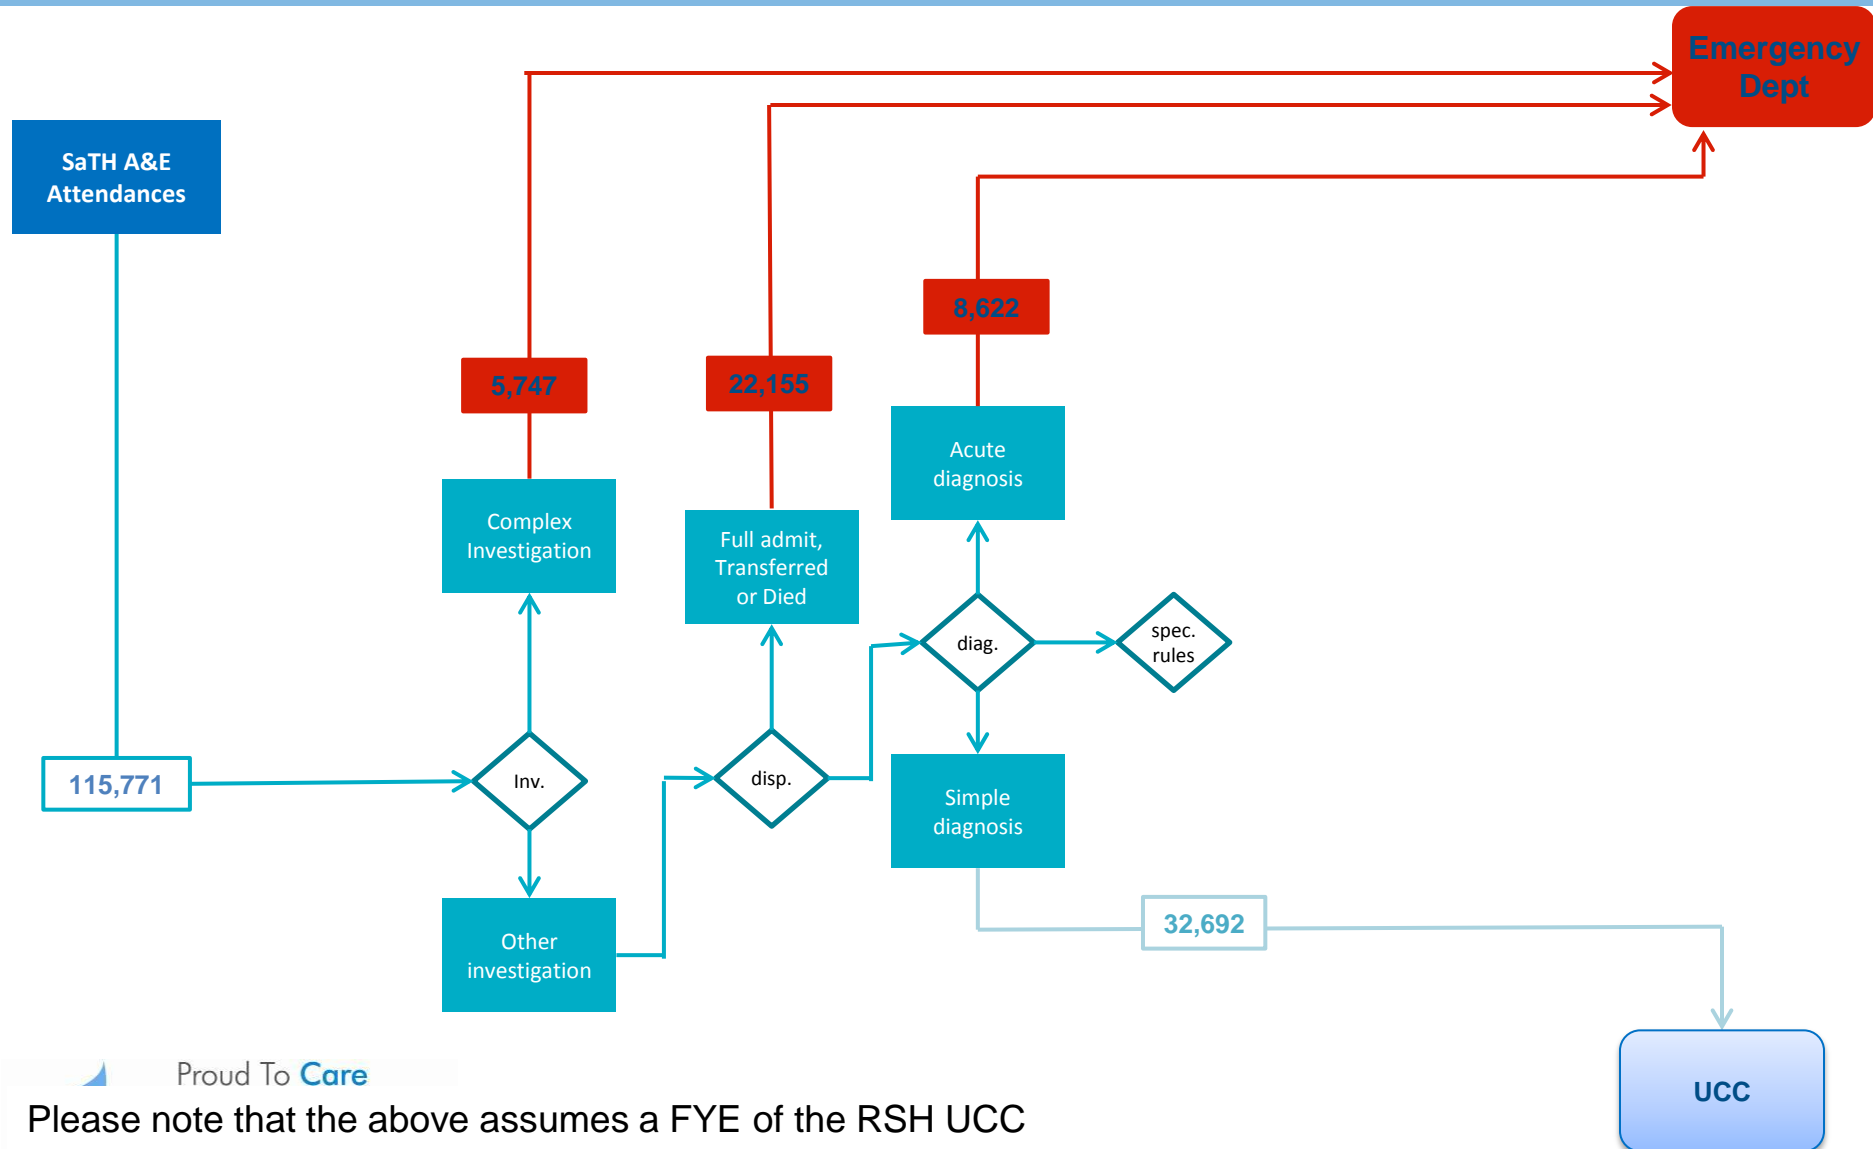 Emergency
Dept
SaTH A&E
Attendances
8,622
5,747
22,155
Acute
diagnosis
Complex
Investigation
Full admit,
Transferred
or Died
diag.
spec.
rules
115,771
Inv.
disp.
Simple
diagnosis
Other
investigation
32,692
Proud To Care
UCC
Please note that the above assumes a FYE of the RSH UCC